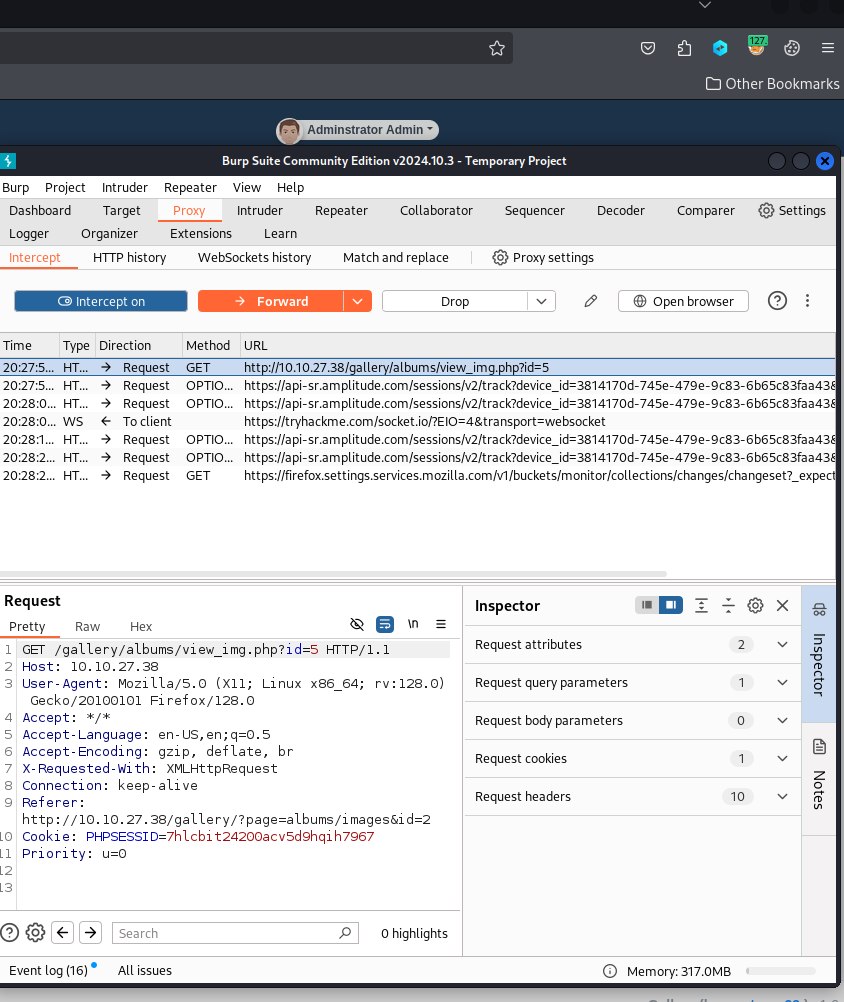 127
Other Bookmarks
Adminstrator Admin
Burp Suite Community Edition v2024.10.3 - Temporary Project
Burp Project Intruder Repeater View Help
Dashboard Target Proxy Intruder Repeater Collaborator Sequencer Decoder Comparer Settings
Logger Organizer Extensions Learn
Intercept HTTP history WebSockets history Match and replace Proxy settings
Intercept on → Forward Drop Open browser ?
Time Type Direction Method URL
20:27:5... HT... → Request GET http://10.10.27.38/gallery/albums/view_img.php?id=5
20:27:5... HT... → Request OPTIO... https://api-sr.amplitude.com/sessions/v2/track?device_id=3814170d-745e-479e-9c83-6b65c83faa43&
20:28:0... HT... → Request OPTIO... https://api-sr.amplitude.com/sessions/v2/track?device_id=3814170d-745e-479e-9c83-6b65c83faa43&
20:28:0... WS ← To client https://tryhackme.com/socket.io/?EIO=4&transport=websocket
20:28:1... HT... → Request OPTIO... https://api-sr.amplitude.com/sessions/v2/track?device_id=3814170d-745e-479e-9c83-6b65c83faa43&
20:28:2... HT... → Request OPTIO... https://api-sr.amplitude.com/sessions/v2/track?device_id=3814170d-745e-479e-9c83-6b65c83faa43&
20:28:2... HT... → Request GET https://firefox.settings.services.mozilla.com/v1/buckets/monitor/collections/changes/changeset?_expect
Request
Pretty Raw Hex \n
1 GET /gallery/albums/view_img.php?id=5 HTTP/1.1
2 Host: 10.10.27.38
3 User-Agent: Mozilla/5.0 (X11; Linux x86_64; rv:128.0)
Gecko/20100101 Firefox/128.0
4 Accept: */*
5 Accept-Language: en-US,en;q=0.5
6 Accept-Encoding: gzip, deflate, br
7 X-Requested-With: XMLHttpRequest
8 Connection: keep-alive
9 Referer:
http://10.10.27.38/gallery/?page=albums/images&id=2
10 Cookie: PHPSESSID=7hlcbit24200acv5d9hqih7967
11 Priority: u=0
12
13
Inspector
Request attributes 2
Request query parameters 1
Request body parameters 0
Request cookies 1
Request headers 10
Inspector
Notes
? Search 0 highlights
Event log (16) All issues Memory: 317.0MB